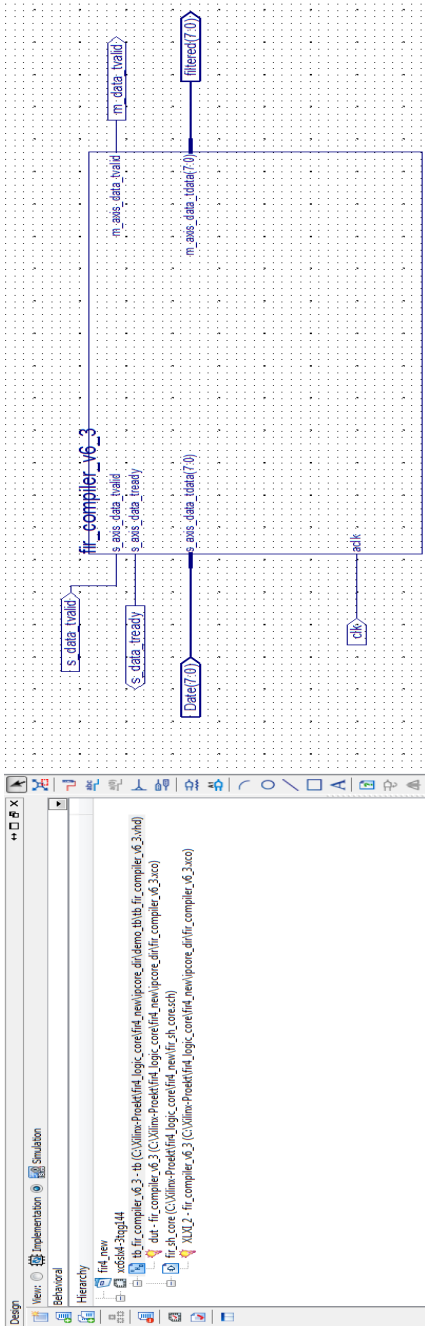 Design
View:
Implementation
Simulation
Behavioral
Hierarchy
fir4_new
xc6slx4-3tqg144
tb_fir_compiler_v6_3 - tb (C:\Xilinx-Proekt\fir4_logic_core\fir4_new\ipcore_dir\demo_tb\tb_fir_compiler_v6_3.vhd)
dut - fir_compiler_v6_3 (C:\Xilinx-Proekt\fir4_logic_core\fir4_new\ipcore_dir\fir_compiler_v6_3.xco)
fir_sh_core (C:\Xilinx-Proekt\fir4_logic_core\fir4_new\fir_sh_core.sch)
XLXI_2 - fir_compiler_v6_3 (C:\Xilinx-Proekt\fir4_logic_core\fir4_new\ipcore_dir\fir_compiler_v6_3.xco)
fir_compiler_v6_3
s_data_tvalid
s_axis_data_tvalid
m_axis_data_tvalid
m_data_tvalid
s_data_tready
s_axis_data_tready
Date(7:0)
s_axis_data_tdata(7:0)
m_axis_data_tdata(7:0)
filtered(7:0)
clk
aclk